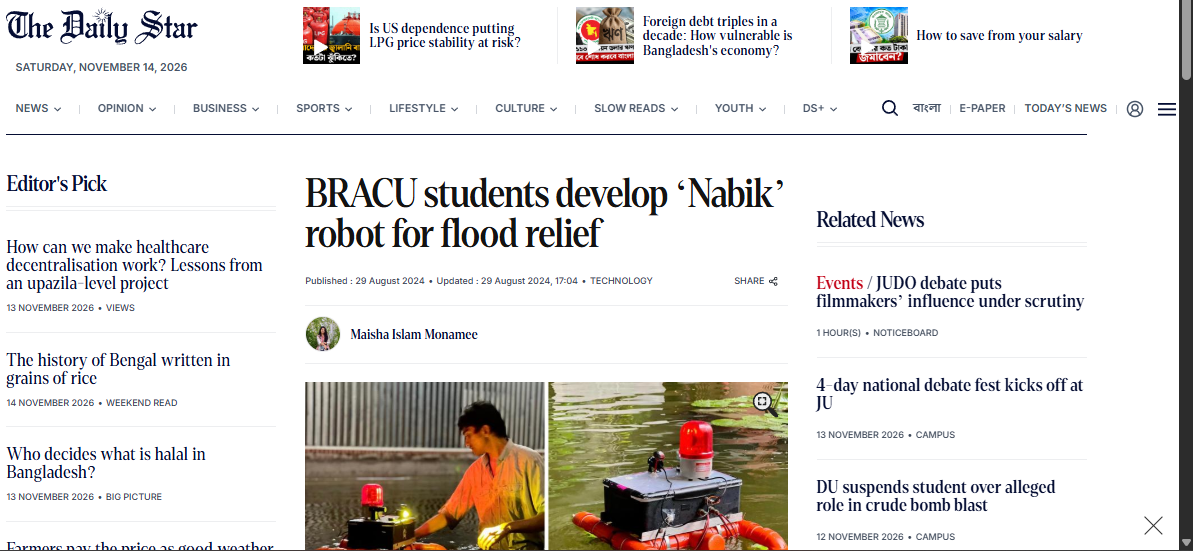 The Daily Star
SATURDAY, NOVEMBER 14, 2026
Is US dependence putting
LPG price stability at risk?
Foreign debt triples in a
decade: How vulnerable is
Bangladesh's economy?
How to save from your salary
NEWS
OPINION
BUSINESS
SPORTS
LIFESTYLE
CULTURE
SLOW READS
YOUTH
DS+
বাংলা
E-PAPER
TODAY'S NEWS
Editor's Pick
How can we make healthcare
decentralisation work? Lessons from
an upazila-level project
13 NOVEMBER 2026 • VIEWS
The history of Bengal written in
grains of rice
14 NOVEMBER 2026 • WEEKEND READ
Who decides what is halal in
Bangladesh?
13 NOVEMBER 2026 • BIG PICTURE
Farmers pay the price as good weather
BRACU students develop ‘Nabik’
robot for flood relief
Published : 29 August 2024 • Updated : 29 August 2024, 17:04 • TECHNOLOGY
SHARE
Maisha Islam Monamee
Related News
Events / JUDO debate puts
filmmakers’ influence under scrutiny
1 HOUR(S) • NOTICEBOARD
4-day national debate fest kicks off at
JU
13 NOVEMBER 2026 • CAMPUS
DU suspends student over alleged
role in crude bomb blast
12 NOVEMBER 2026 • CAMPUS